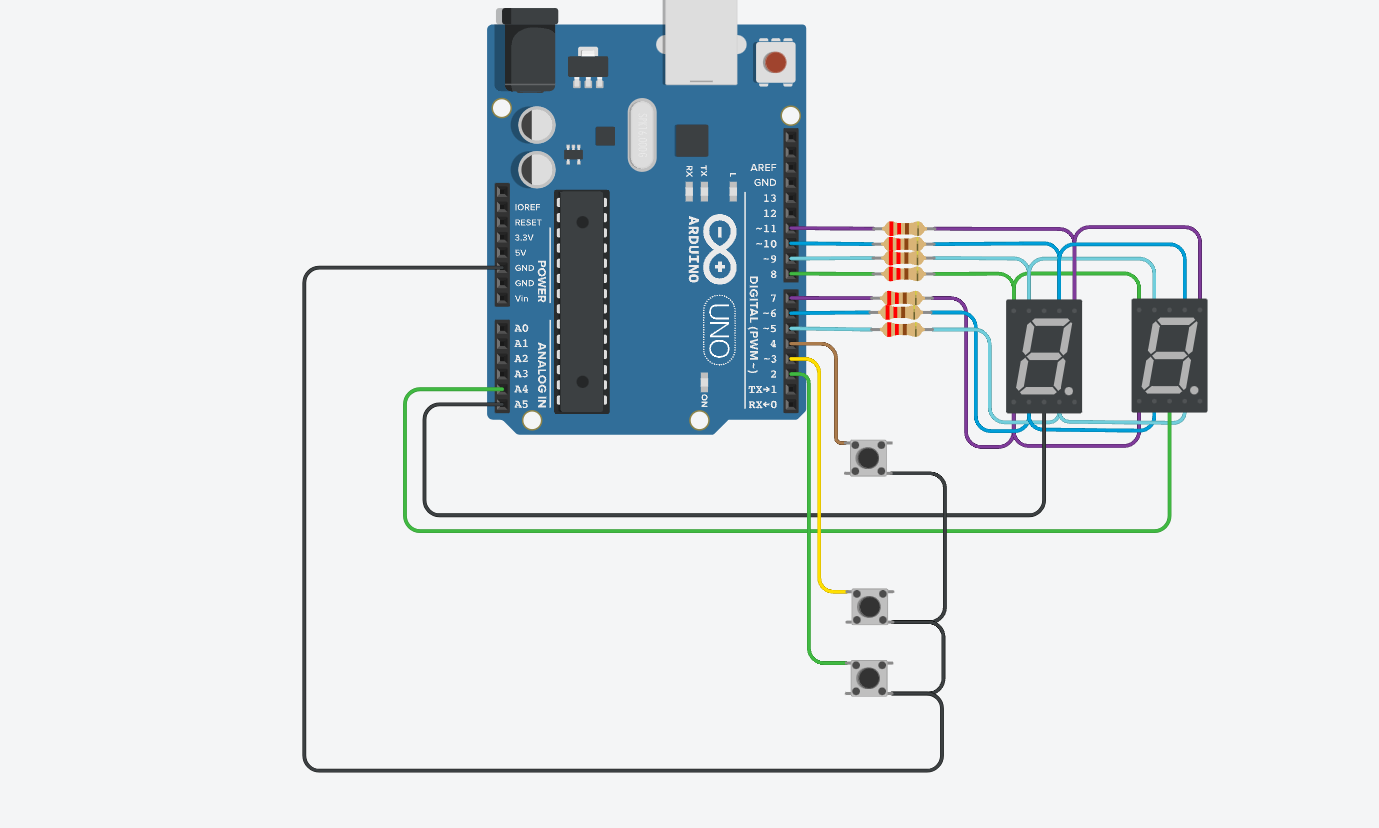 AREF
GND
13
12
~11
~10
~9
8
7
~6
~5
4
~3
2
TX→1
RX←0
RX
TX
L
ARDUINO
UNO
DIGITAL (PWM~)
ON
IOREF
RESET
3.3V
5V
GND
GND
Vin
POWER
A0
A1
A2
A3
A4
A5
ANALOG IN